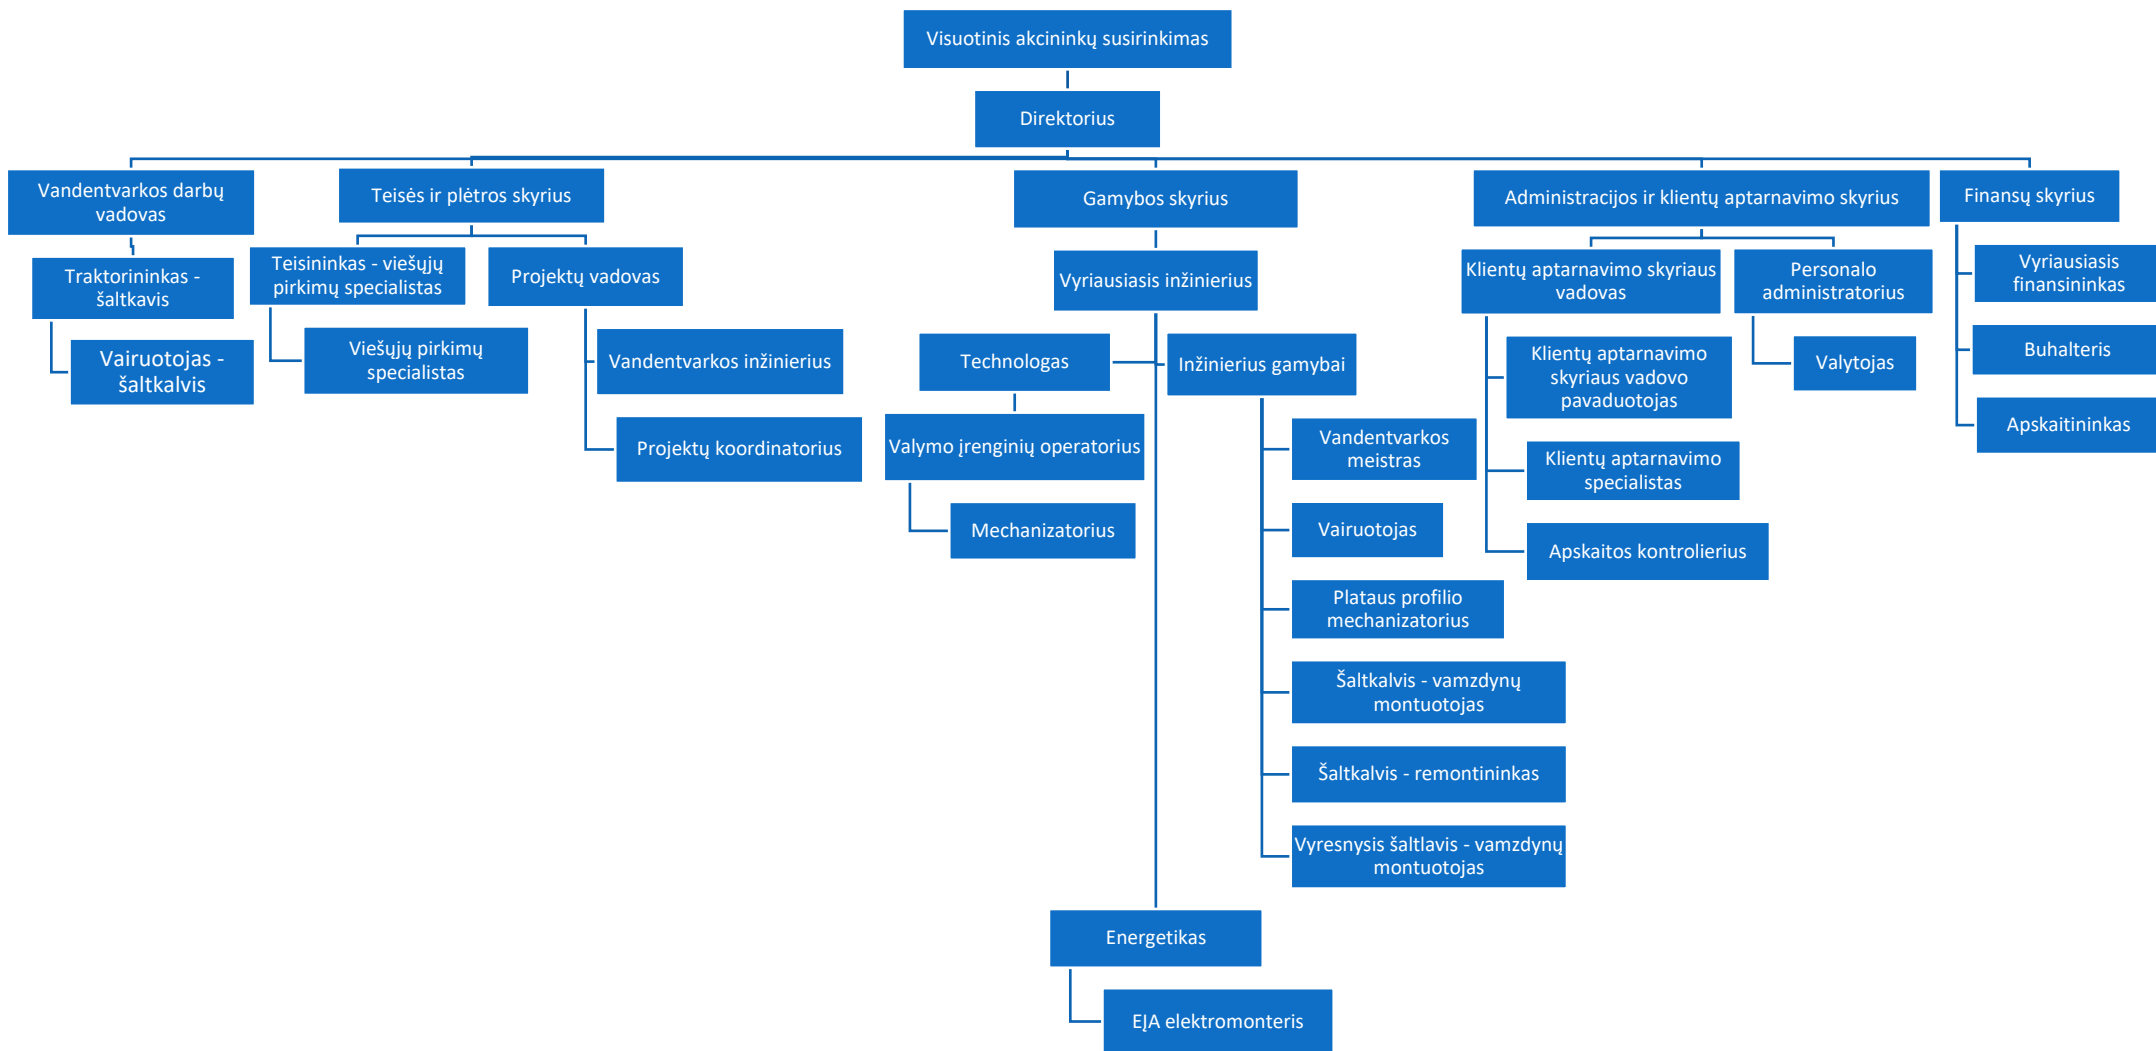 Visuotinis akcininkų susirinkimas
Direktorius
Vandentvarkos darbų
vadovas
Teisės ir plėtros skyrius
Gamybos skyrius
Administracijos ir klientų aptarnavimo skyrius
Finansų skyrius
Traktorininkas -
šaltkavis
Vairuotojas -
šaltkalvis
Teisininkas - viešųjų
pirkimų specialistas
Viešųjų pirkimų
specialistas
Projektų vadovas
Vandentvarkos inžinierius
Projektų koordinatorius
Vyriausiasis inžinierius
Technologas
Valymo įrenginių operatorius
Mechanizatorius
Inžinierius gamybai
Vandentvarkos
meistras
Vairuotojas
Plataus profilio
mechanizatorius
Šaltkalvis - vamzdynų
montuotojas
Šaltkalvis - remontininkas
Vyresnysis šaltlavis - vamzdynų
montuotojas
Energetikas
EĮA elektromonteris
Klientų aptarnavimo skyriaus
vadovas
Klientų aptarnavimo
skyriaus vadovo
pavaduotojas
Klientų aptarnavimo
specialistas
Apskaitos kontrolierius
Personalo
administratorius
Valytojas
Vyriausiasis
finansininkas
Buhalteris
Apskaitininkas